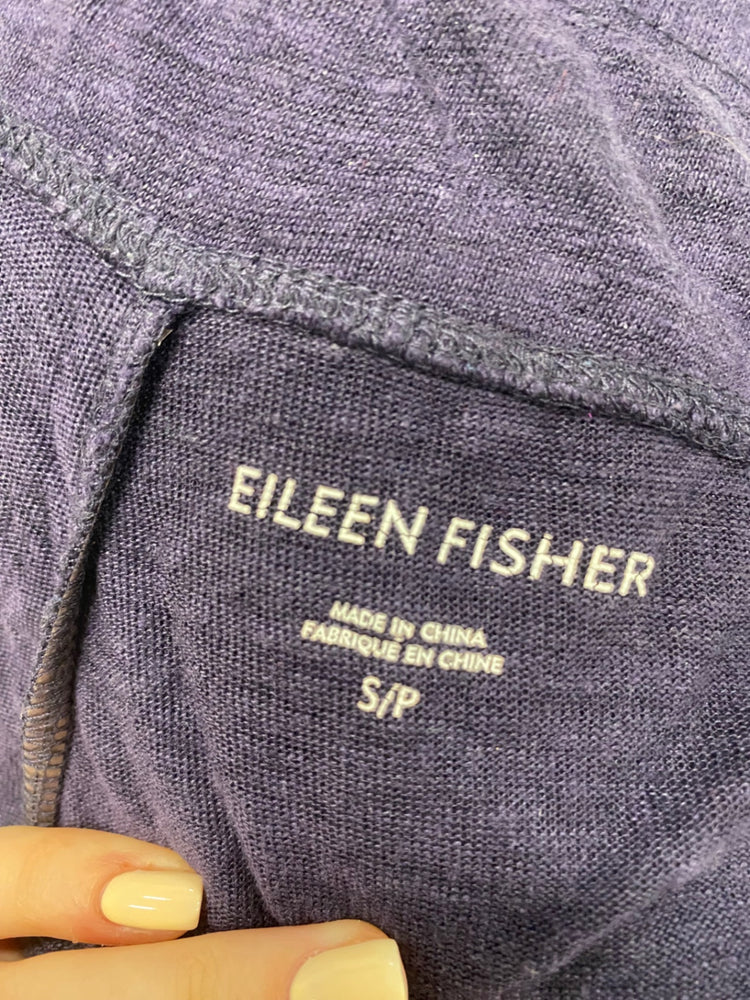 EILEEN FISHER
MADE IN CHINA
FABRIQUE EN CHINE
S/P